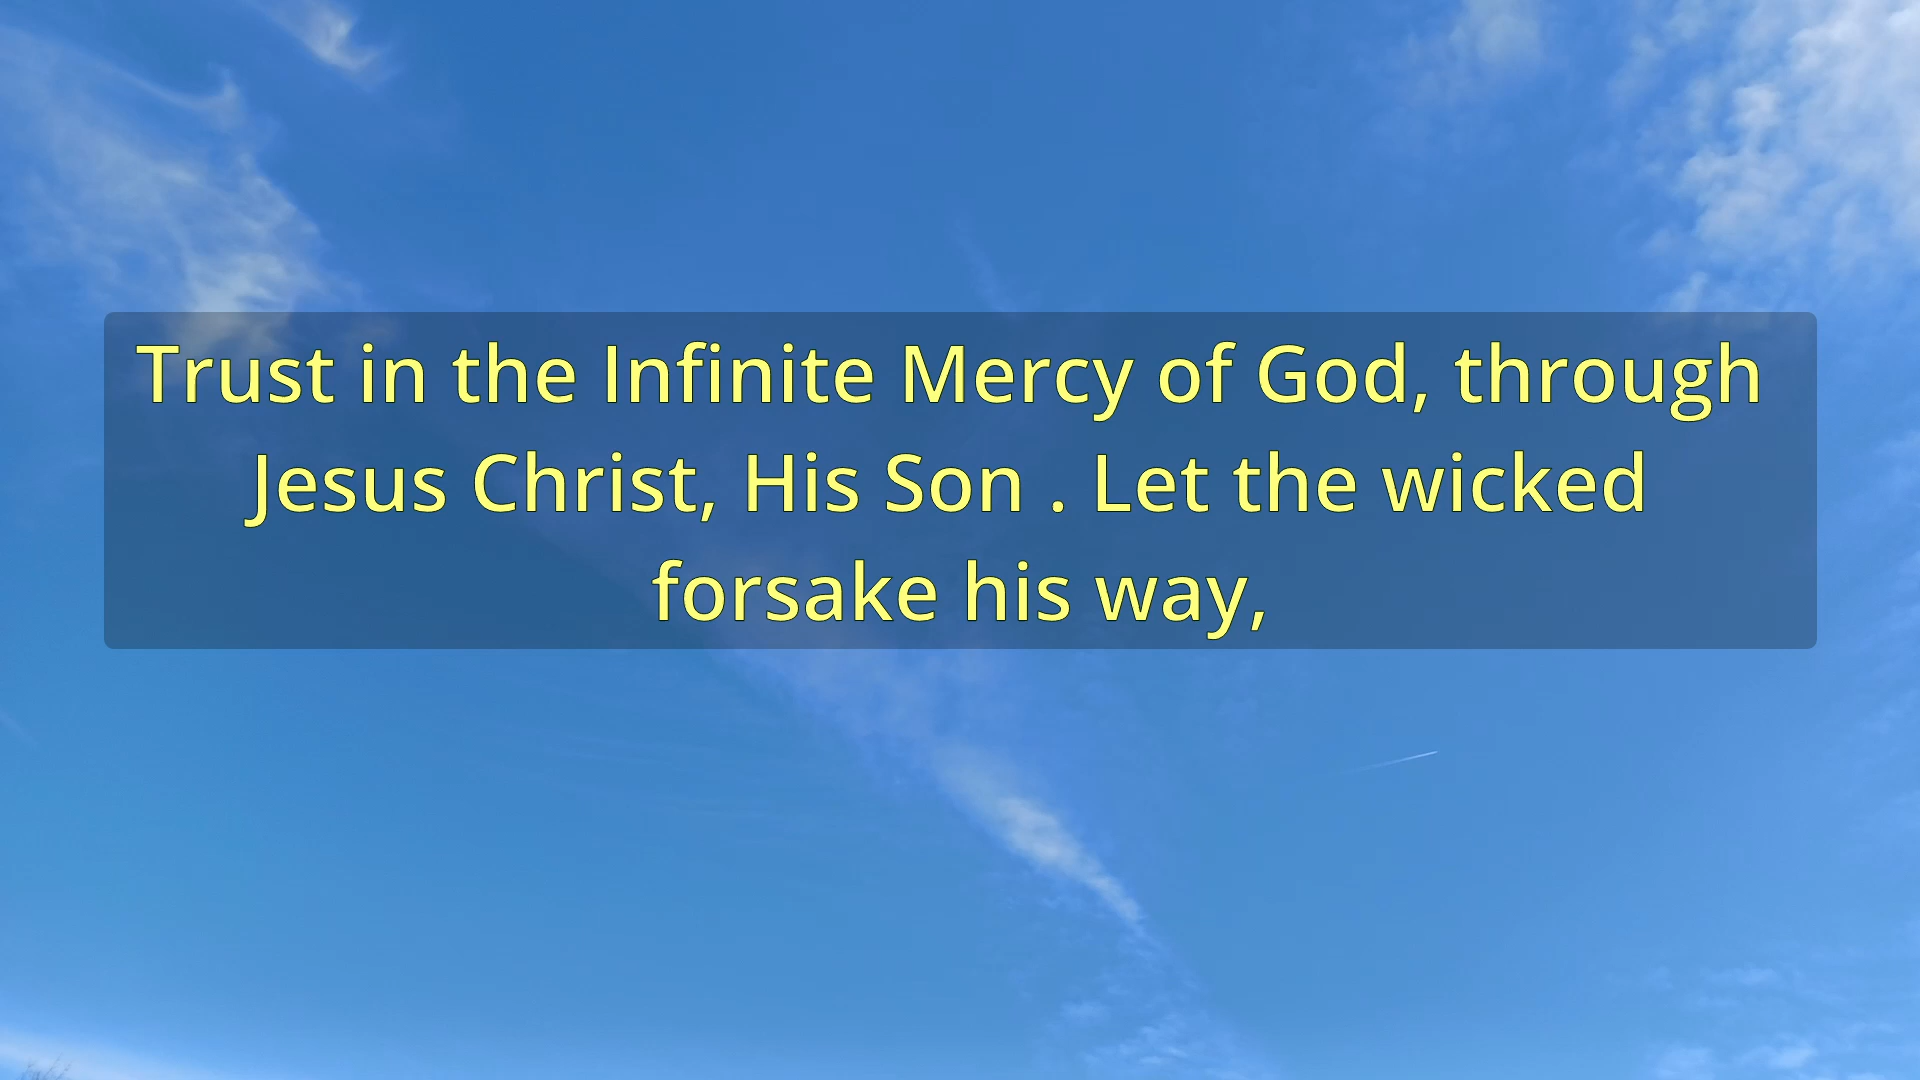 Trust in the Infinite Mercy of God, through
Jesus Christ, His Son . Let the wicked
forsake his way,